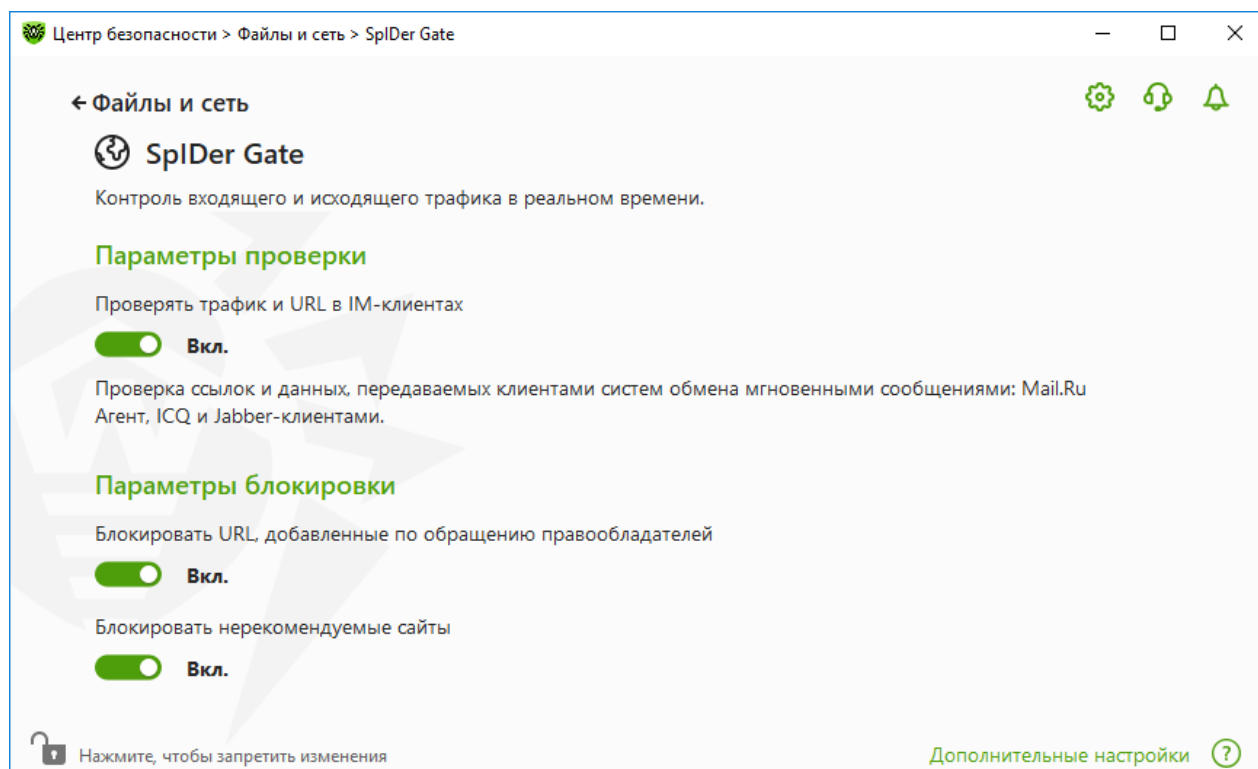 Центр безопасности > Файлы и сеть > SpIDer Gate
Файлы и сеть
SpIDer Gate
Контроль входящего и исходящего трафика в реальном времени.
Параметры проверки
Проверять трафик и URL в IM-клиентах
Вкл.
Проверка ссылок и данных, передаваемых клиентами систем обмена мгновенными сообщениями: Mail.Ru
Агент, ICQ и Jabber-клиентами.
Параметры блокировки
Блокировать URL, добавленные по обращению правообладателей
Вкл.
Блокировать нерекомендуемые сайты
Вкл.
Нажмите, чтобы запретить изменения
Дополнительные настройки ?